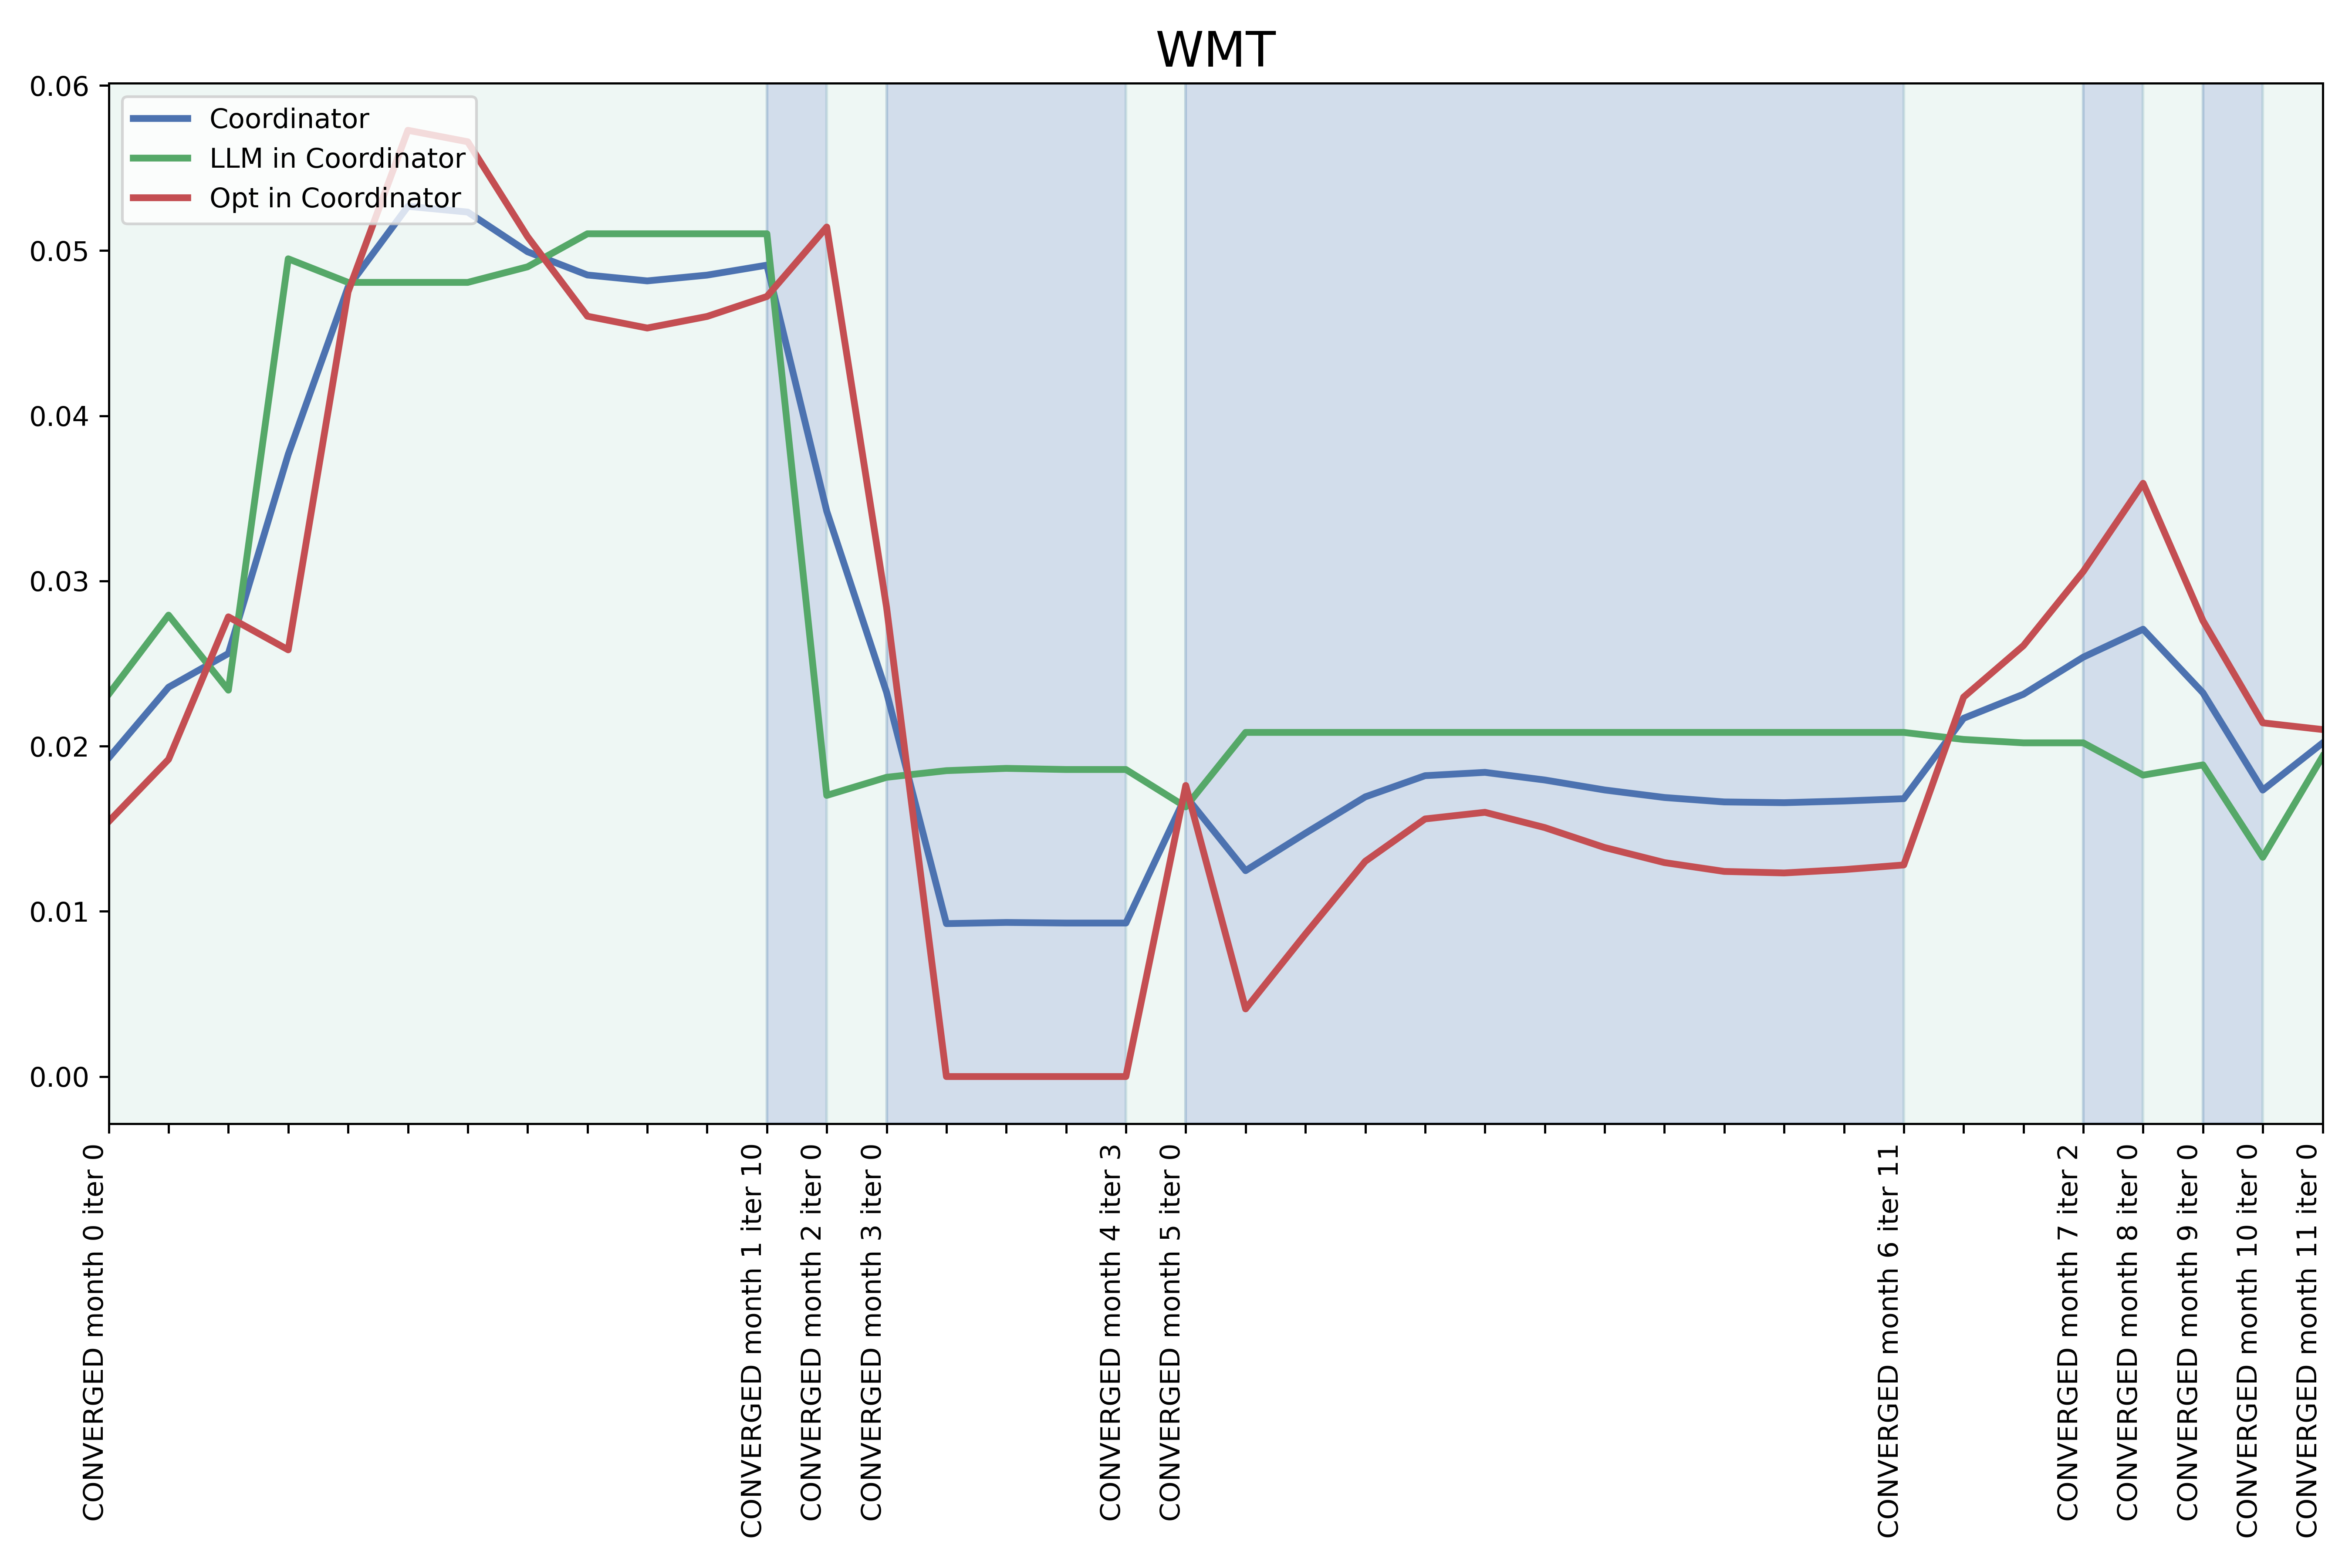 WMT
0.06
0.05
0.04
0.03
0.02
0.01
0.00
Coordinator
LLM in Coordinator
Opt in Coordinator
CONVERGED month 0 iter 0
CONVERGED month 1 iter 10
CONVERGED month 2 iter 0
CONVERGED month 3 iter 0
CONVERGED month 4 iter 3
CONVERGED month 5 iter 0
CONVERGED month 6 iter 11
CONVERGED month 7 iter 2
CONVERGED month 8 iter 0
CONVERGED month 9 iter 0
CONVERGED month 10 iter 0
CONVERGED month 11 iter 0